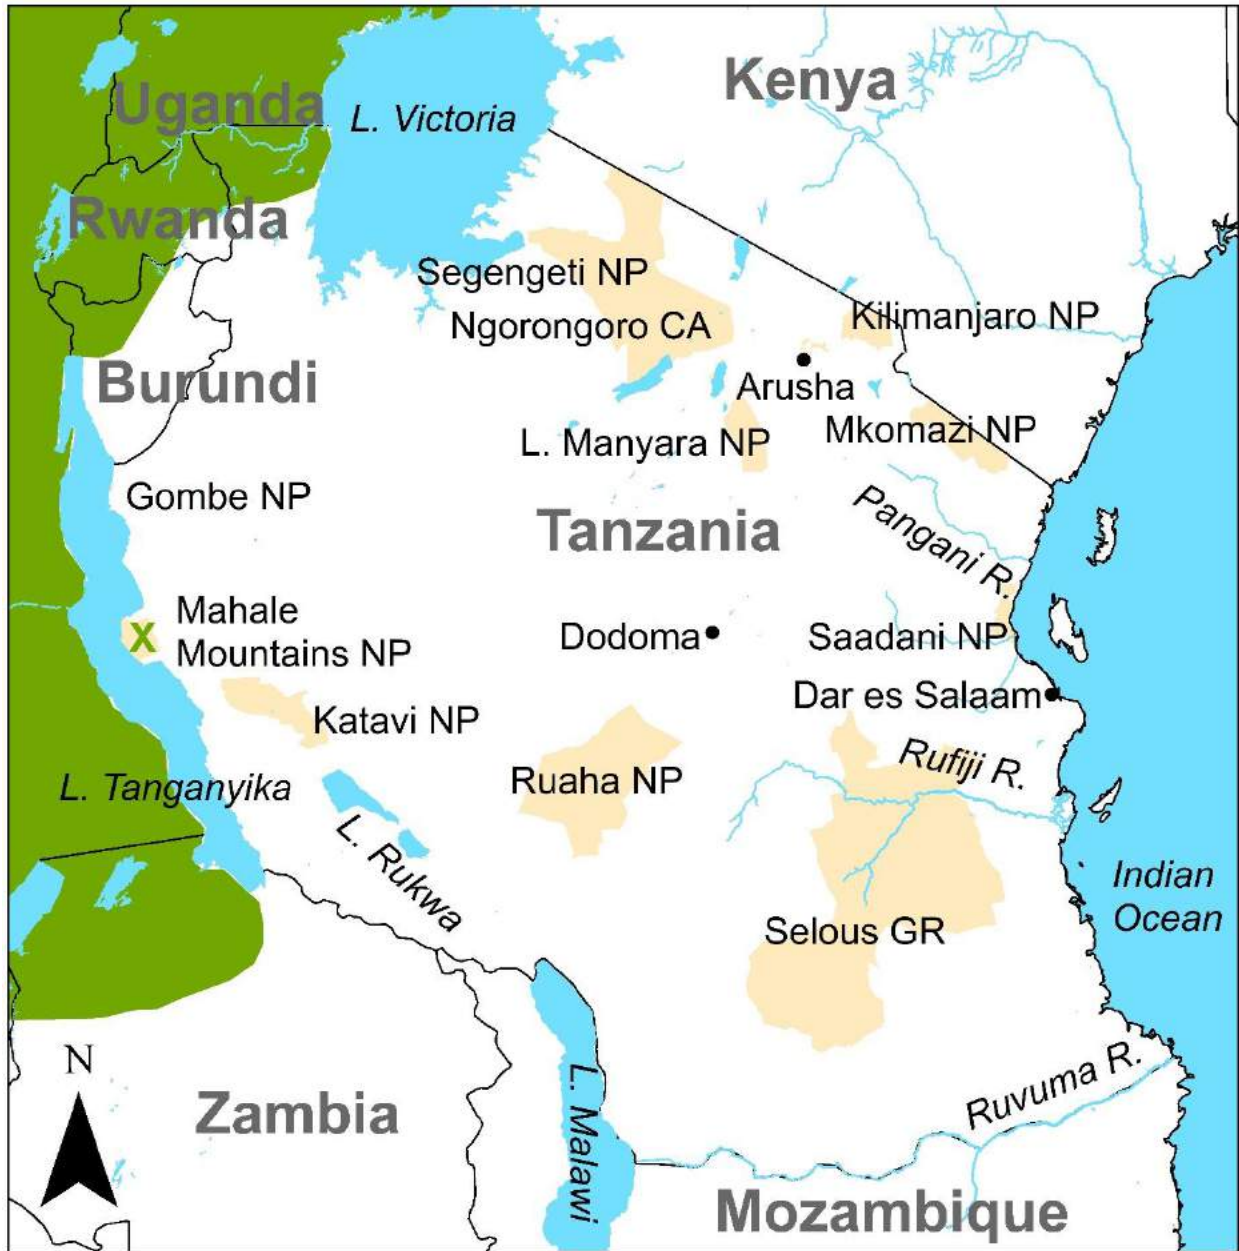 Uganda
L. Victoria
Kenya
Rwanda
Segengeti NP
Ngorongoro CA
Kilimanjaro NP
Burundi
Arusha
L. Manyara NP
Mkomazi NP
Gombe NP
Tanzania
Pangani R.
X
Mahale
Mountains NP
Dodoma
Saadani NP
Dar es Salaam
Katavi NP
L. Tanganyika
Ruaha NP
Rufiji R.
L. Rukwa
Indian
Ocean
Selous GR
N
Zambia
L. Malawi
Ruvuma R.
Mozambique